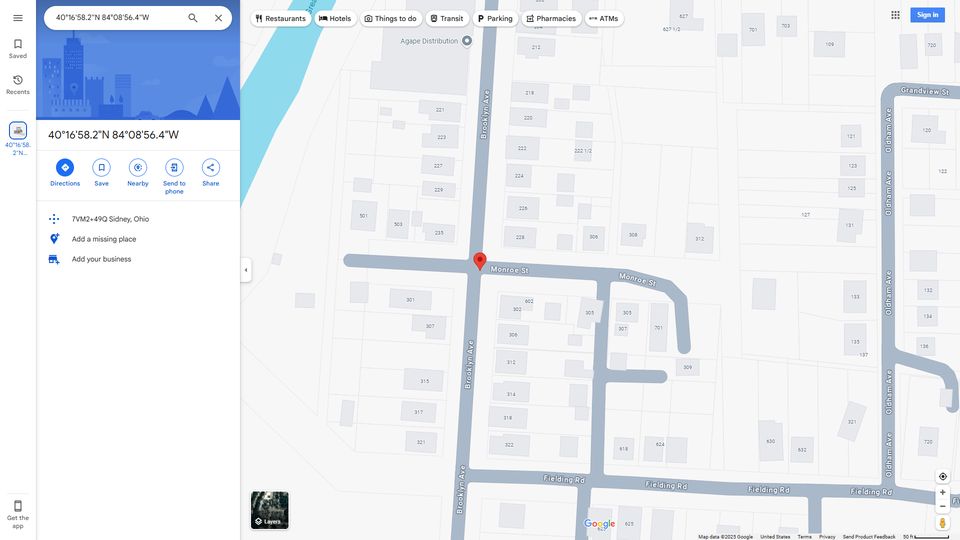 40°16'58.2"N 84°08'56.4"W
Restaurants
Hotels
Things to do
Transit
Parking
Pharmacies
ATMs
Sign in
Saved
Recents
40°16'58.
2"N...
40°16'58.2"N 84°08'56.4"W
Directions
Save
Nearby
Send to
phone
Share
7VM2+49Q Sidney, Ohio
Add a missing place
Add your business
Get the
app
Agape Distribution
627
627 1/2
701
703
109
720
212
Grandview St
218
221
220
Brooklyn Ave
Oldham Ave
120
121
223
222
222 1/2
123
227
224
122
125
Oldham Ave
229
501
503
226
127
131
235
228
306
308
312
Monroe St
Monroe St
301
602
302
305
305
133
132
Oldham Ave
307
307
306
701
134
135
137
136
312
309
Brooklyn Ave
315
314
Oldham Ave
317
318
321
321
322
618
624
630
632
720
Oldham Ave
Brooklyn Ave
Fielding Rd
Fielding Rd
Fielding Rd
Fielding Rd
Layers
Google
625
Map data ©2025 Google
United States
Terms
Privacy
Send Product Feedback
50 ft